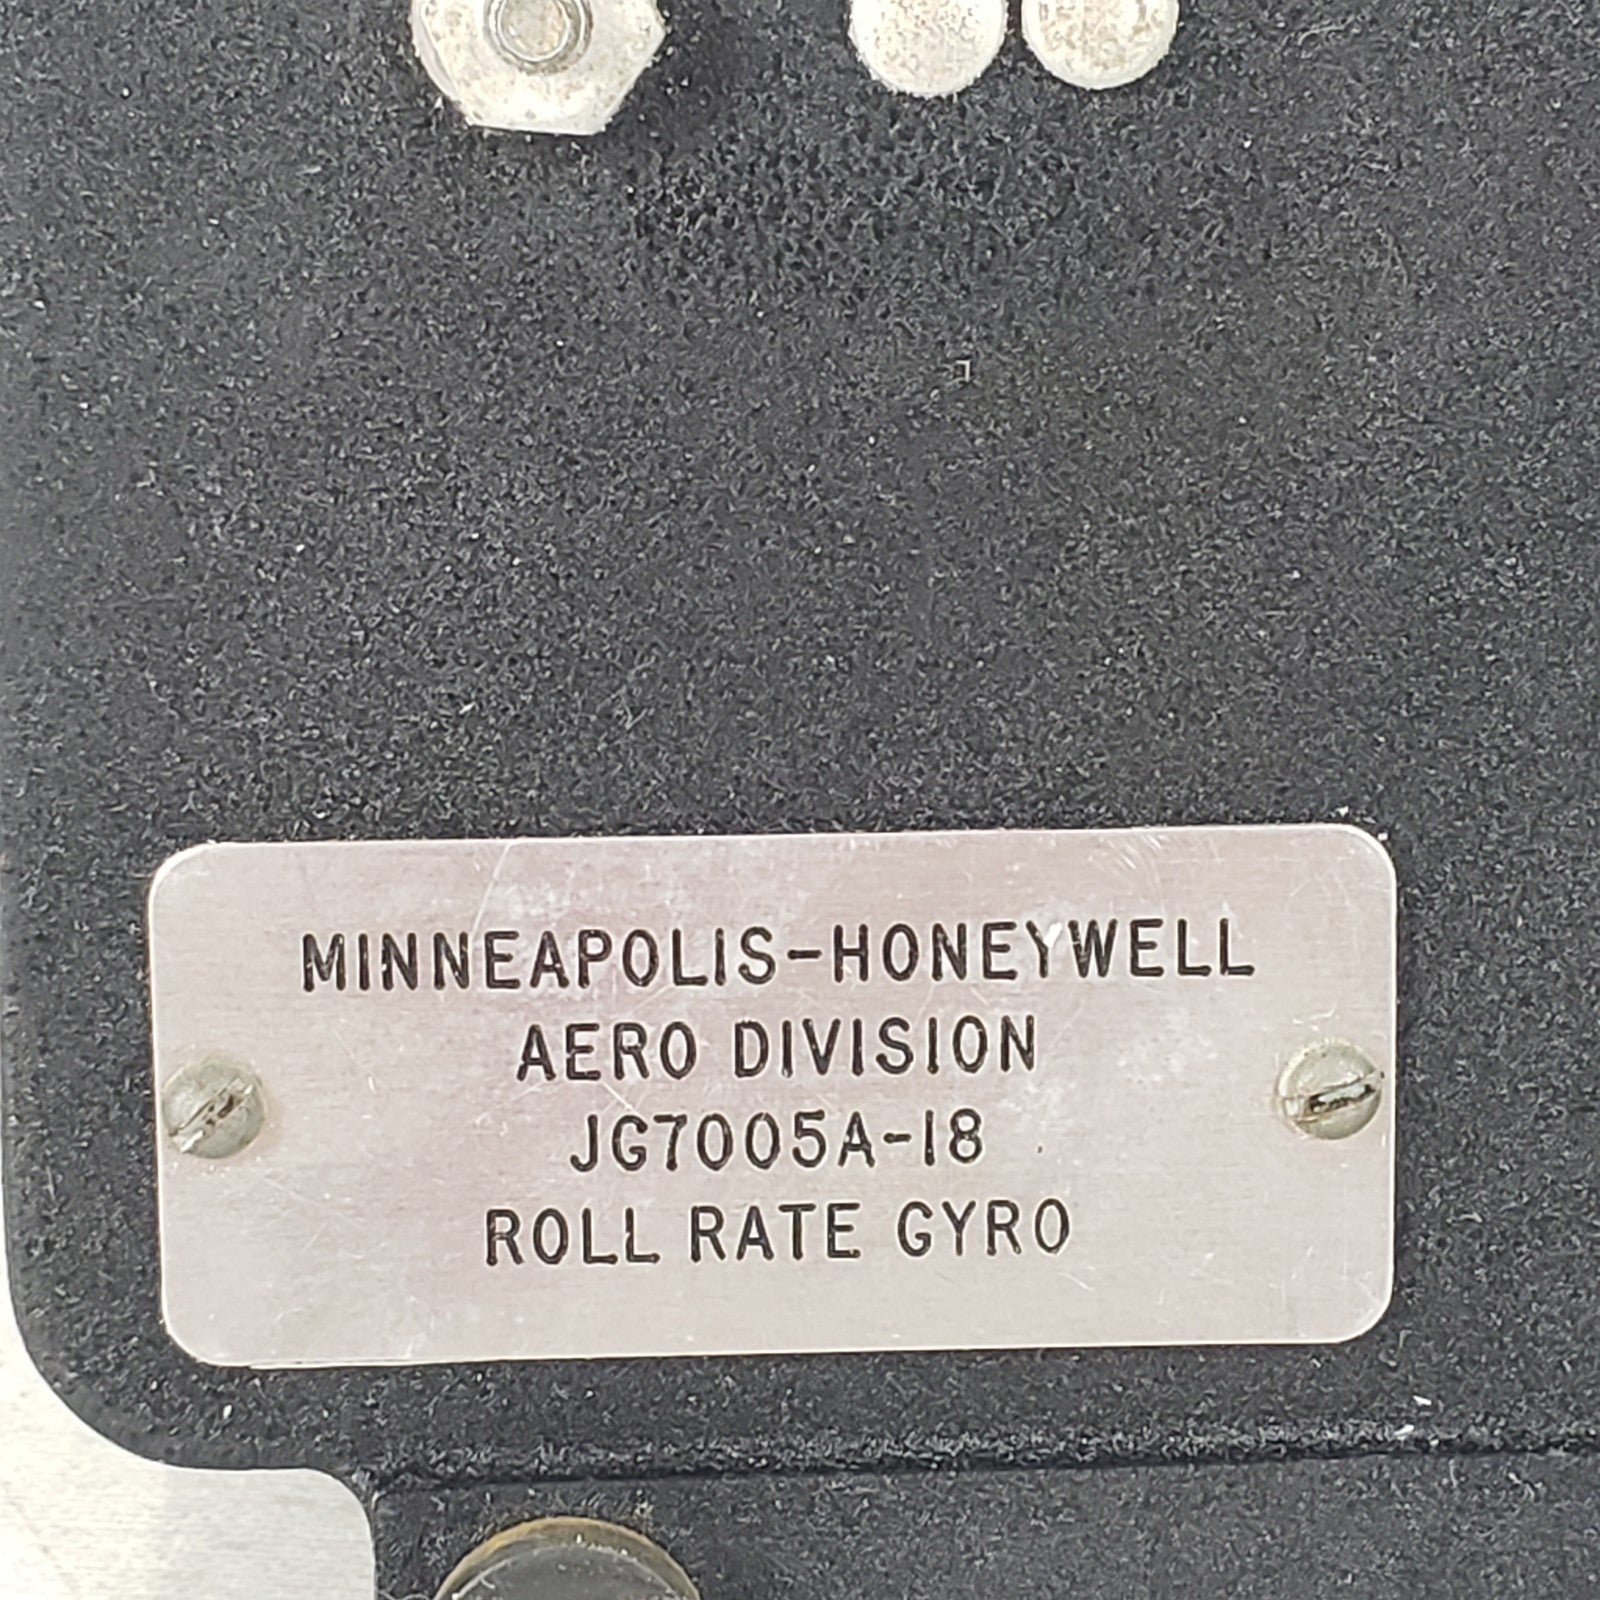 MINNEAPOLIS-HONEYWELL
AERO DIVISION
JG7005A-18
ROLL RATE GYRO